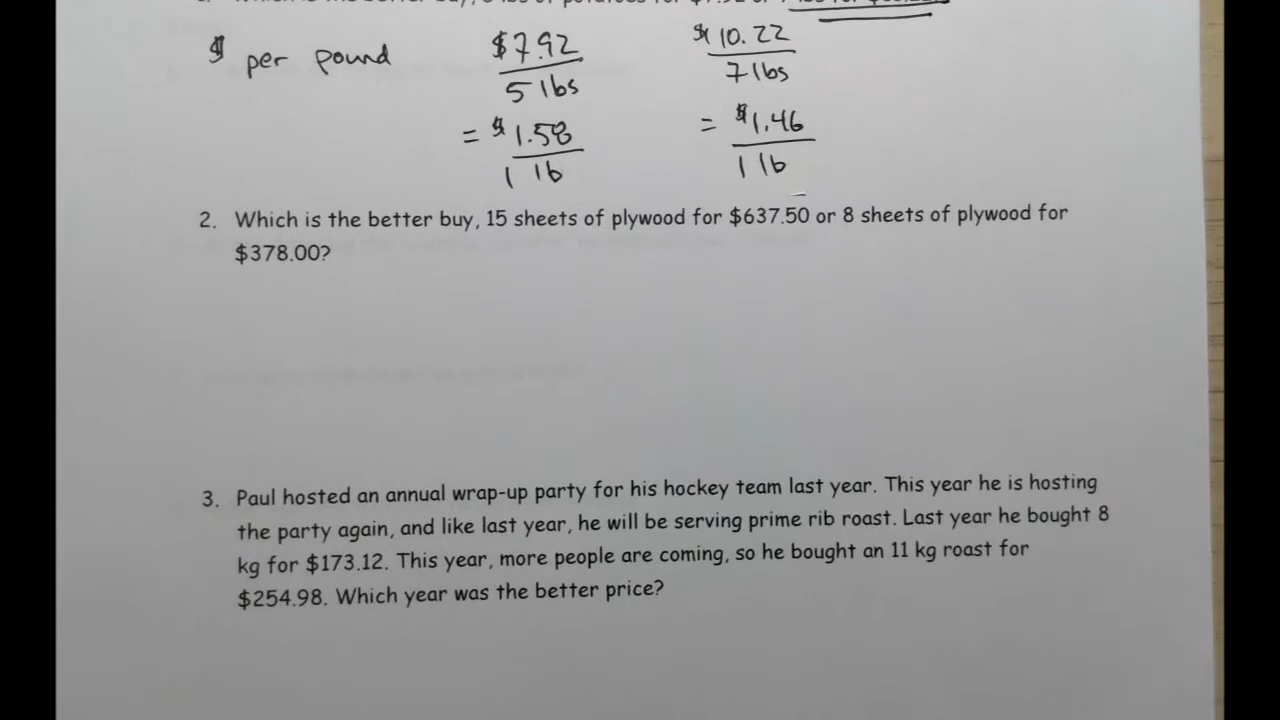 $ per pound $7.92 $10.22
5 lbs 7 lbs
= $1.58 = $1.46
1 lb 1 lb
2. Which is the better buy, 15 sheets of plywood for $637.50 or 8 sheets of plywood for
$378.00?
3. Paul hosted an annual wrap-up party for his hockey team last year. This year he is hosting
the party again, and like last year, he will be serving prime rib roast. Last year he bought 8
kg for $173.12. This year, more people are coming, so he bought an 11 kg roast for
$254.98. Which year was the better price?